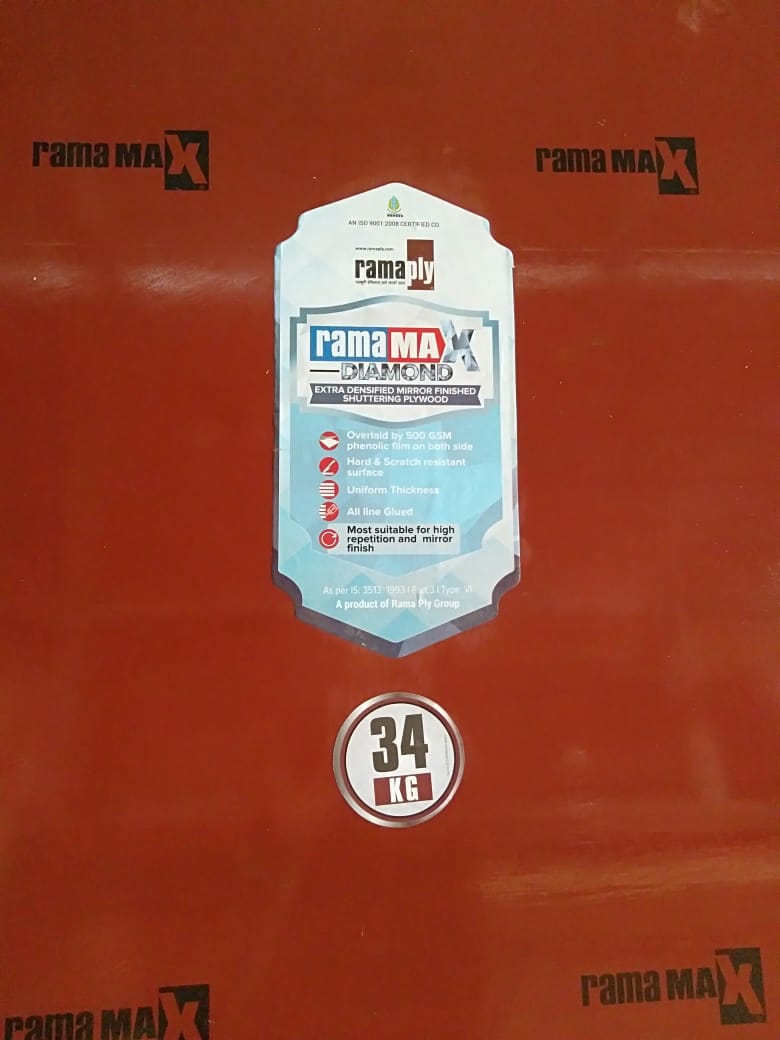 rama MAX
rama MAX
AN ISO 9001:2008 CERTIFIED CO.
www.ramaply.com
ramaply
ramaMAX
DIAMOND
EXTRA DENSIFIED MIRROR FINISHED
SHUTTERING PLYWOOD
Overlaid by 500 GSM
phenolic film on both side
Hard & Scratch resistant
surface
Uniform Thickness
All line Glued
Most suitable for high
repetition and mirror
finish
As per IS: 3513: 1993 I Part:3 I Type: VI
A product of Rama Ply Group
34
KG
rama MAX
rama MAX